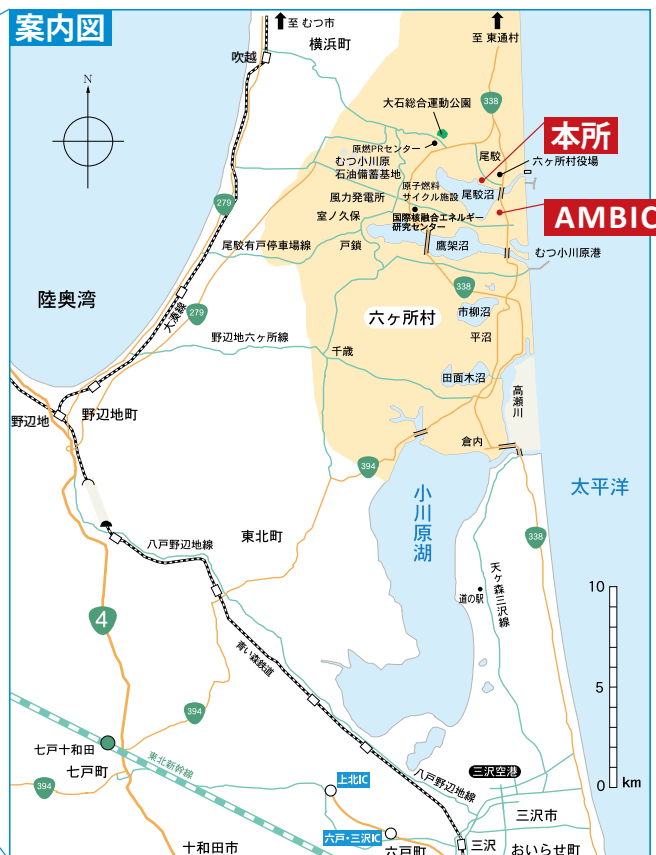 案内図
至 むつ市
至 東通村
吹越
横浜町
338
大石総合運動公園
本所
原燃PRセンター
尾駮
六ヶ所村役場
むつ小川原
石油備蓄基地
原子燃料
サイクル施設
尾駮沼
279
風力発電所
AMBIC
室ノ久保
国際核融合エネルギー
研究センター
尾駮有戸停車場線
戸鎖
鷹架沼
むつ小川原港
陸奥湾
338
279
大湊線
六ヶ所村
市柳沼
野辺地六ヶ所線
平沼
千歳
田面木沼
高瀬川
野辺地
野辺地町
倉内
394
小川原湖
太平洋
八戸野辺地線
東北町
338
天ヶ森三沢線
道の駅
10
4
青い森鉄道
5
394
七戸十和田
東北新幹線
七戸町
394
上北IC
八戸野辺地線
三沢空港
0
km
三沢市
六戸・三沢IC
十和田市
六戸町
三沢
おいらせ町
N